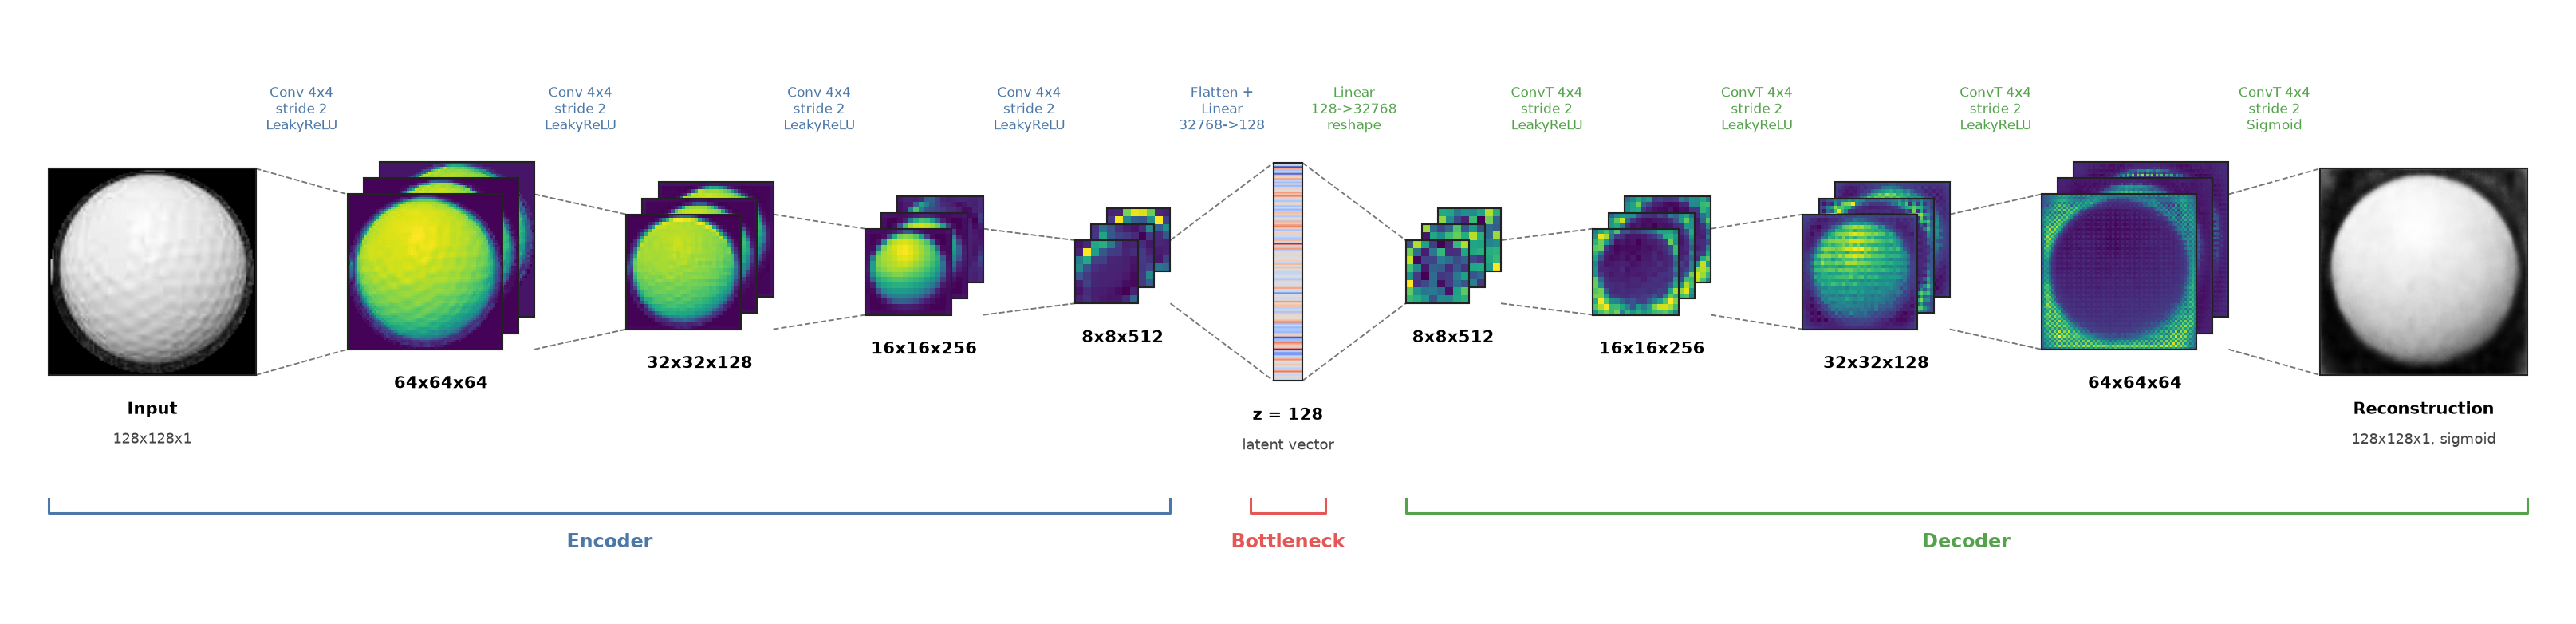 Conv 4x4
stride 2
LeakyReLU
Conv 4x4
stride 2
LeakyReLU
Conv 4x4
stride 2
LeakyReLU
Conv 4x4
stride 2
LeakyReLU
Flatten +
Linear
32768->128
Linear
128->32768
reshape
ConvT 4x4
stride 2
LeakyReLU
ConvT 4x4
stride 2
LeakyReLU
ConvT 4x4
stride 2
LeakyReLU
ConvT 4x4
stride 2
Sigmoid
Input
128x128x1
64x64x64
32x32x128
16x16x256
8x8x512
z = 128
latent vector
8x8x512
16x16x256
32x32x128
64x64x64
Reconstruction
128x128x1, sigmoid
Encoder
Bottleneck
Decoder